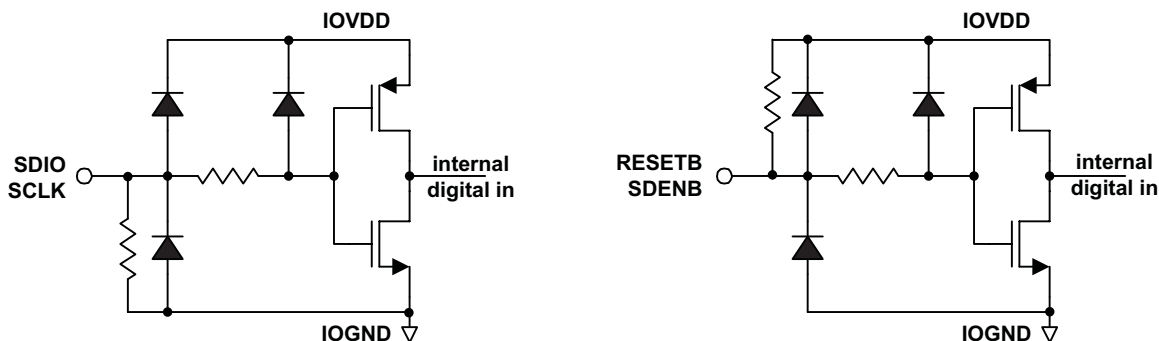 IOVDD
SDIO
SCLK
internal
digital in
IOGND
IOVDD
RESETB
SDENB
internal
digital in
IOGND